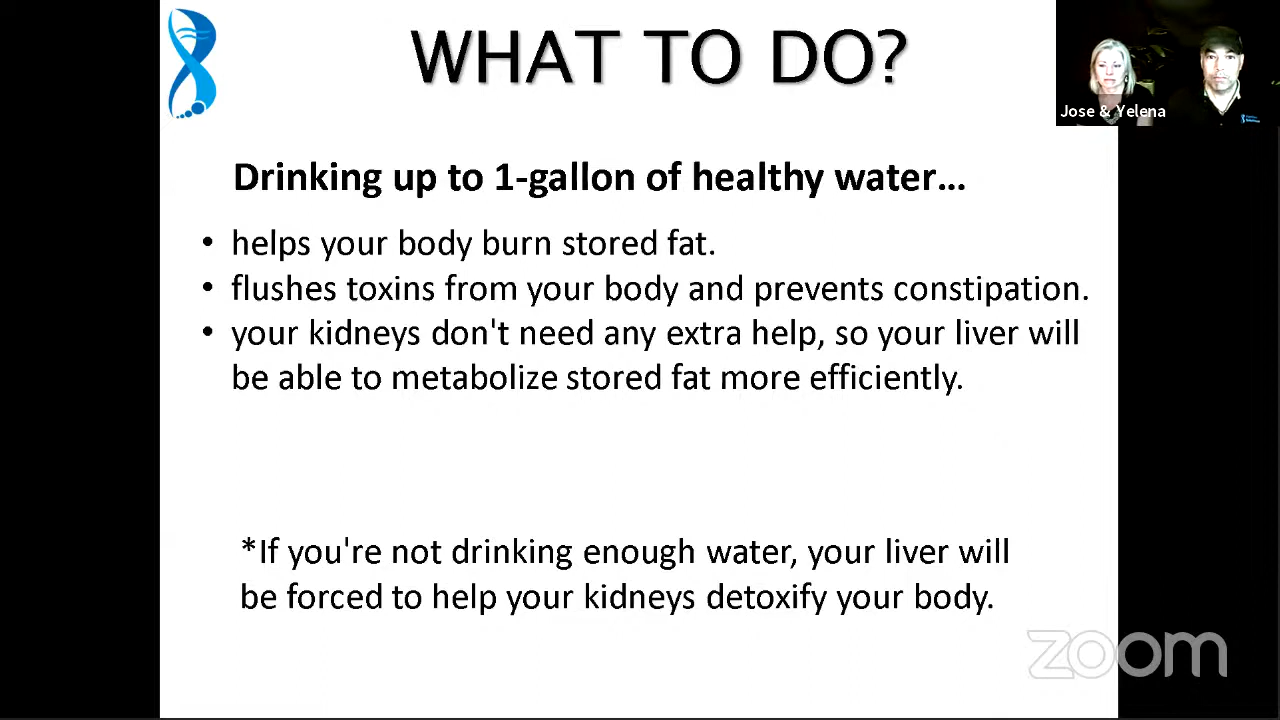 WHAT TO DO?
Jose & Yelena
Drinking up to 1-gallon of healthy water...
• helps your body burn stored fat.
• flushes toxins from your body and prevents constipation.
• your kidneys don't need any extra help, so your liver will
be able to metabolize stored fat more efficiently.
*If you're not drinking enough water, your liver will
be forced to help your kidneys detoxify your body.
zoom